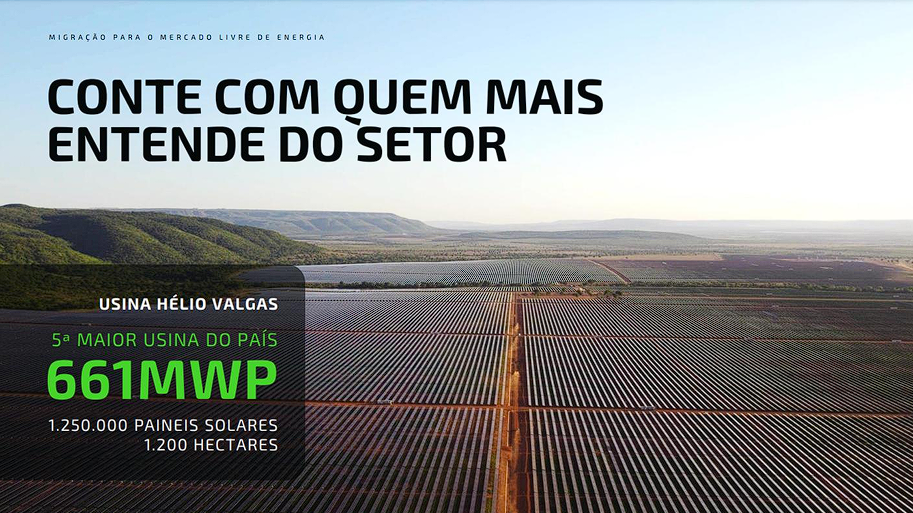 MIGRAÇÃO PARA O MERCADO LIVRE DE ENERGIA
CONTE COM QUEM MAIS
ENTENDE DO SETOR
USINA HÉLIO VALGAS
5ª MAIOR USINA DO PAÍS
661MWP
1.250.000 PAINEIS SOLARES
1.200 HECTARES